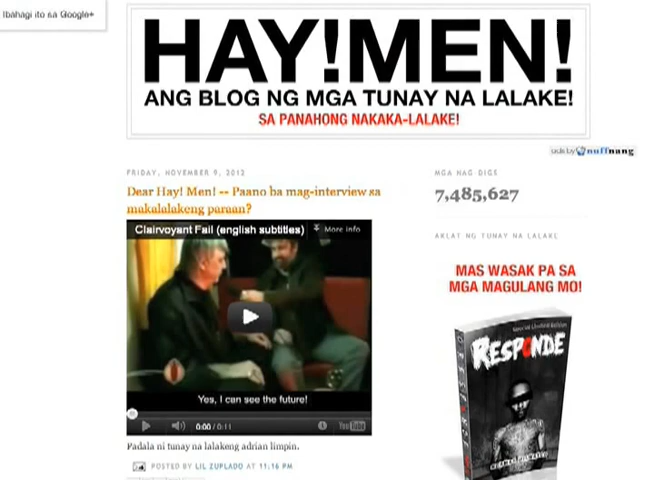 Ibahagi ito sa Google+
HAY!MEN!
ANG BLOG NG MGA TUNAY NA LALAKE!
SA PANAHONG NAKAKA-LALAKE!
ads by nuffnang
FRIDAY, NOVEMBER 9, 2012
Dear Hay! Men! -- Paano ba mag-interview sa
makalalakeng paraan?
Clairvoyant Fail (english subtitles)
More info
Yes, I can see the future!
0:00 / 0:11
YouTube
Padala ni tunay na lalakeng adrian limpin.
POSTED BY LIL ZUPLADO AT 11:16 PM
MGA NAG DIGS
7,485,627
AKLAT NG TUNAY NA LALAKE
MAS WASAK PA SA
MGA MAGULANG MO!
RESPONDE